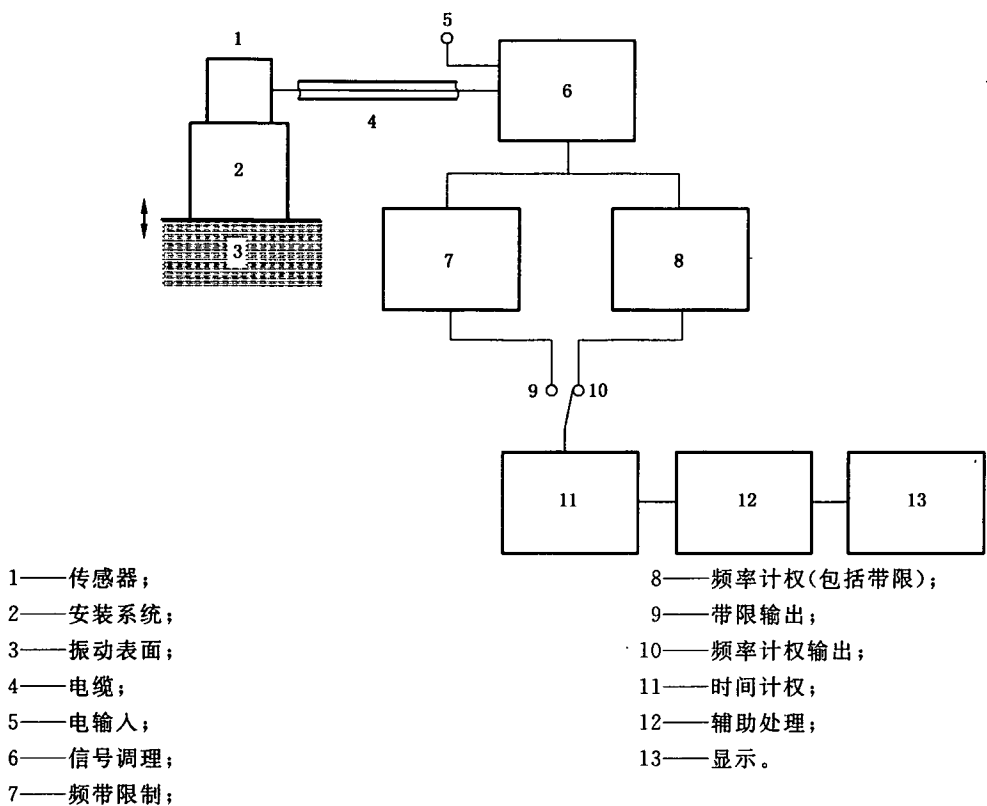 5
1
6
4
2
3
7
8
9
10
11
12
13
1——传感器；
2——安装系统；
3——振动表面；
4——电缆；
5——电输入；
6——信号调理；
7——频带限制；
8——频率计权(包括带限)；
9——带限输出；
10——频率计权输出；
11——时间计权；
12——辅助处理；
13——显示。